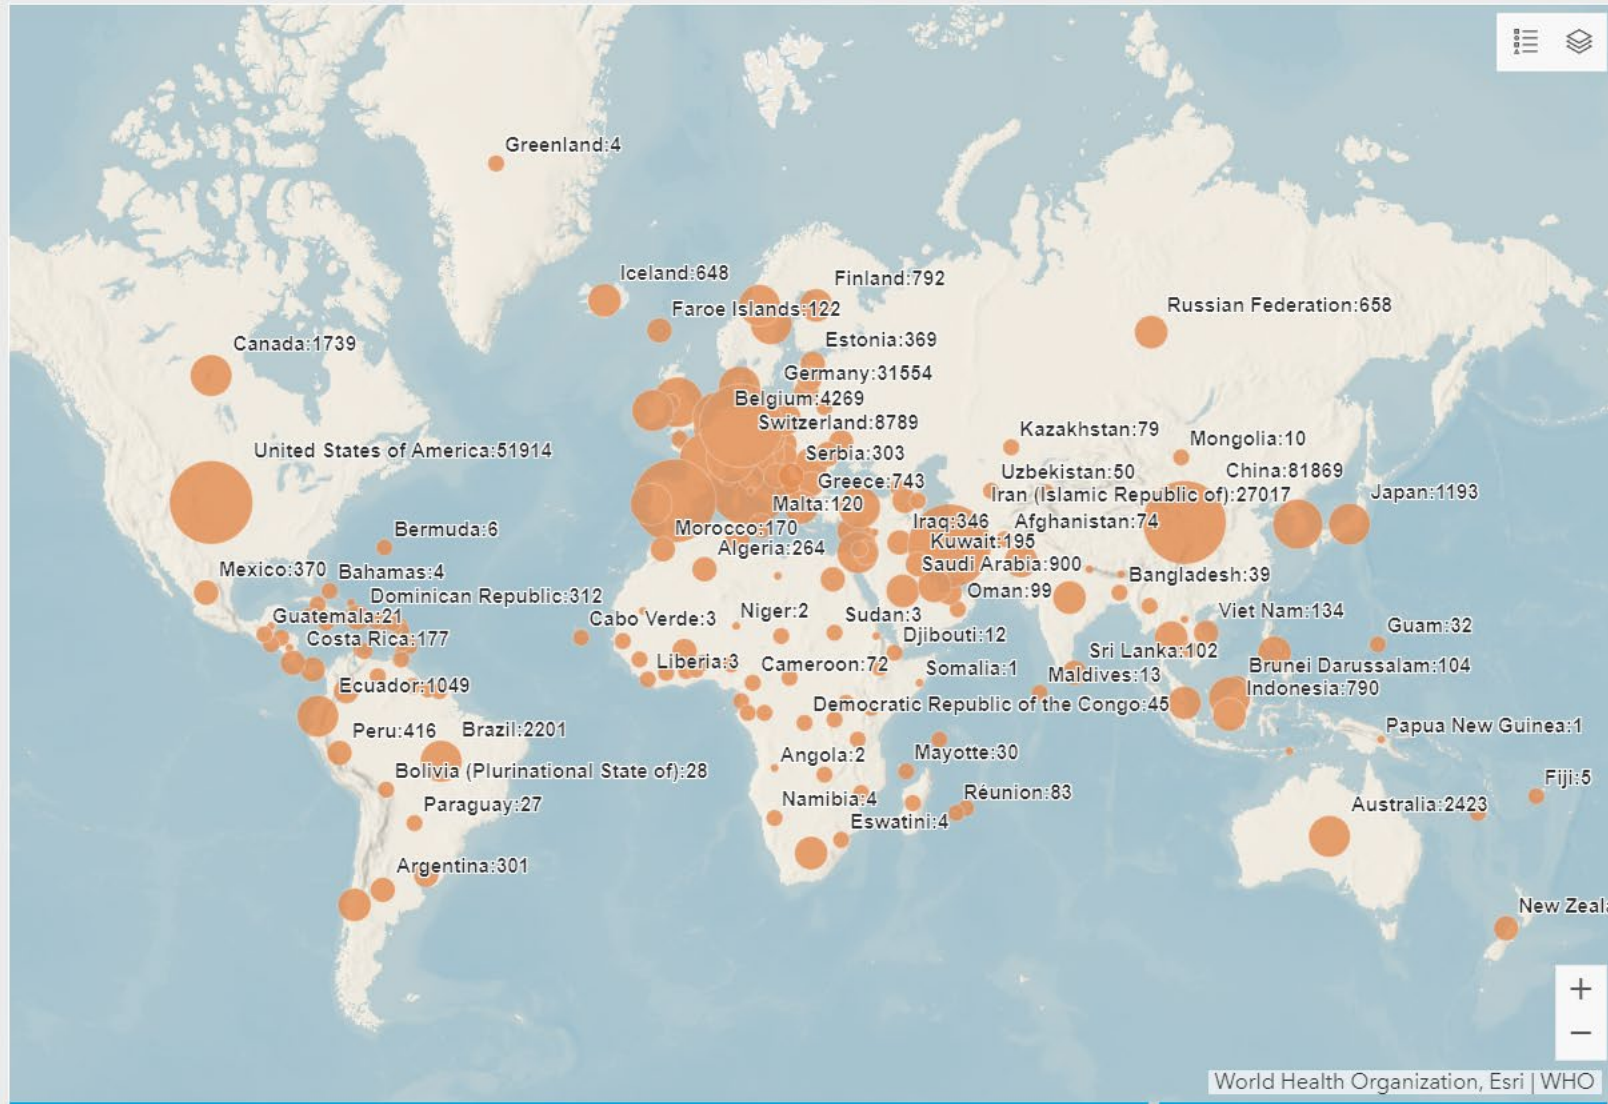 Greenland:4
Iceland:648
Finland:792
Faroe Islands:122
Russian Federation:658
Canada:1739
Estonia:369
Germany:31554
Belgium:4269
Switzerland:8789
Kazakhstan:79
Mongolia:10
United States of America:51914
Serbia:303
Uzbekistan:50
China:81869
Greece:743
Iran (Islamic Republic of):27017
Japan:1193
Malta:120
Bermuda:6
Morocco:170
Iraq:346
Afghanistan:74
Algeria:264
Kuwait:195
Mexico:370
Bahamas:4
Saudi Arabia:900
Bangladesh:39
Dominican Republic:312
Oman:99
Guatemala:21
Cabo Verde:3
Niger:2
Sudan:3
Viet Nam:134
Costa Rica:177
Djibouti:12
Guam:32
Liberia:3
Cameroon:72
Somalia:1
Sri Lanka:102
Maldives:13
Brunei Darussalam:104
Ecuador:1049
Indonesia:790
Democratic Republic of the Congo:45
Peru:416
Brazil:2201
Papua New Guinea:1
Angola:2
Mayotte:30
Bolivia (Plurinational State of):28
Fiji:5
Paraguay:27
Namibia:4
Réunion:83
Australia:2423
Eswatini:4
Argentina:301
New Zeal
World Health Organization, Esri | WHO